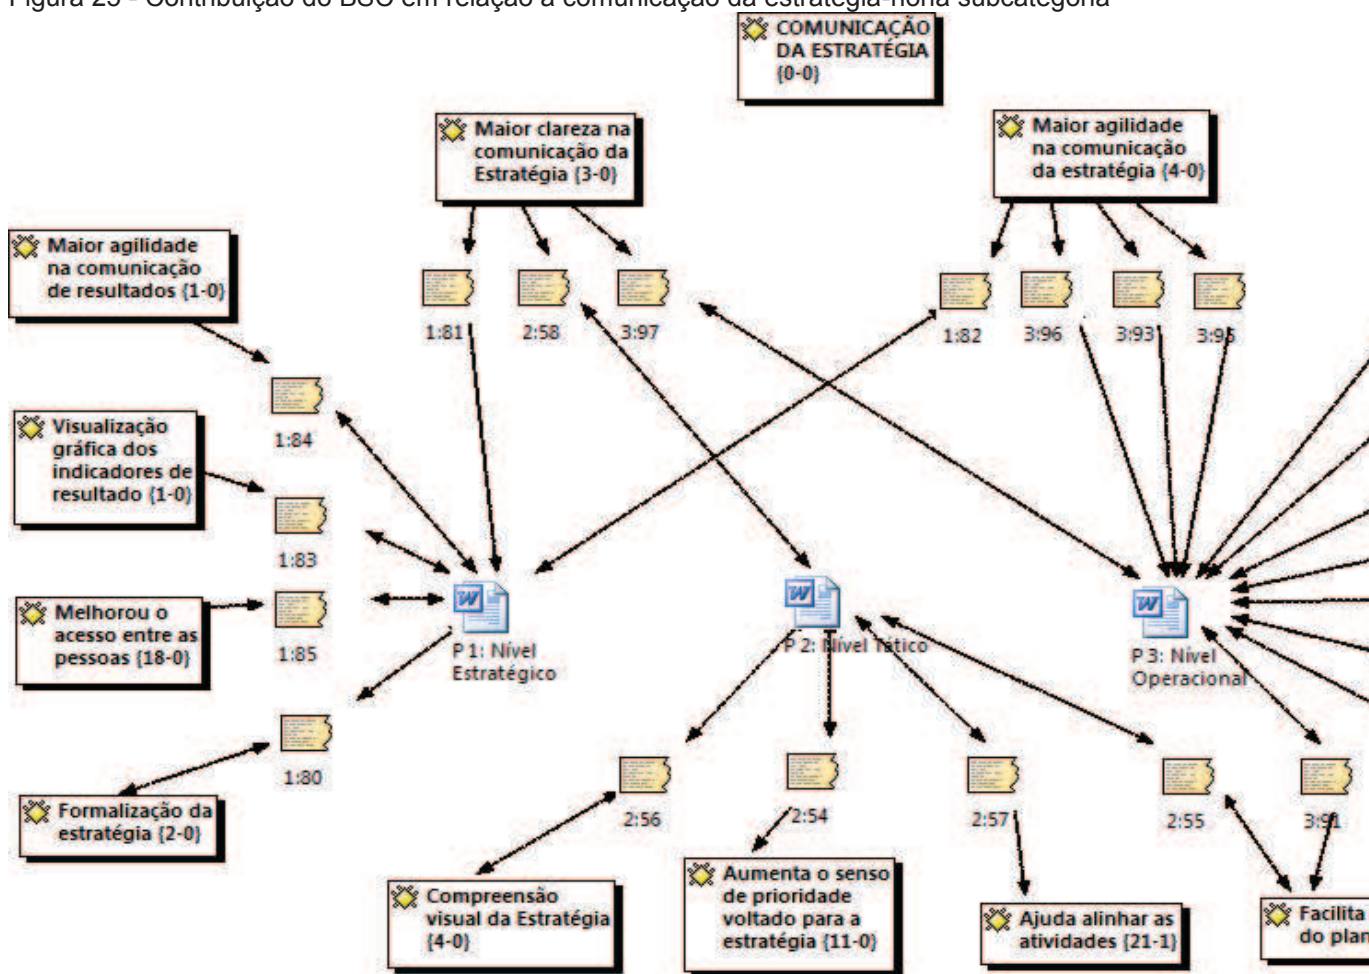 Figura 25 - Contribuição do BSC em relação a comunicação da estratégia-nona subcategoria
COMUNICAÇÃO
DA ESTRATÉGIA
{0-0}
Maior clareza na
comunicação da
Estratégia {3-0}
Maior agilidade
na comunicação
da estratégia {4-0}
Maior agilidade
na comunicação
de resultados {1-0}
1:81
2:58
3:97
1:82
3:96
3:93
3:95
1:84
Visualização
gráfica dos
indicadores de
resultado {1-0}
1:83
Melhorou o
acesso entre as
pessoas {18-0}
1:85
P 1: Nível
Estratégico
P 2: Nível Tático
P 3: Nível
Operacional
1:80
Formalização da
estratégia {2-0}
2:56
2:54
2:57
2:55
3:91
Compreensão
visual da Estratégia
{4-0}
Aumenta o senso
de prioridade
voltado para a
estratégia {11-0}
Ajuda alinhar as
atividades {21-1}
Facilita
do plan